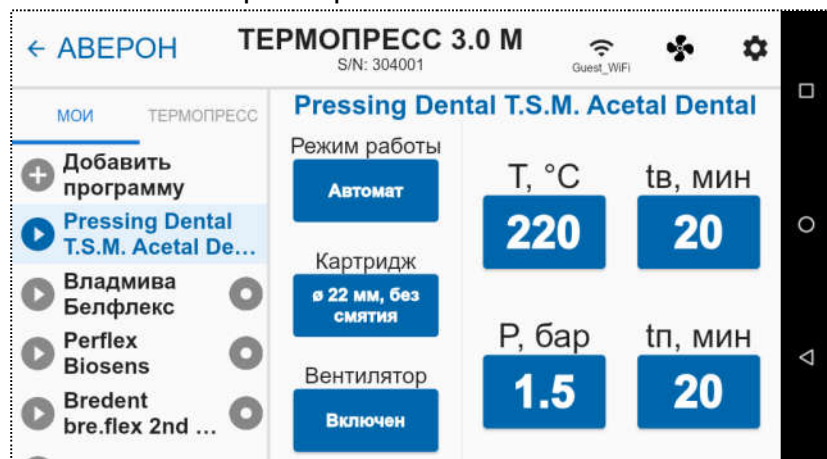 ← АВЕРОН
ТЕРМОПРЕСС 3.0 М
S/N: 304001
Guest_WiFi
МОИ
ТЕРМОПРЕСС
Добавить
программу
Pressing Dental
T.S.M. Acetal De...
Владмива
Белфлекс
Perflex
Biosens
Bredent
bre.flex 2nd ...
Pressing Dental T.S.M. Acetal Dental
Режим работы
Автомат
Картридж
ø 22 мм, без
смятия
Вентилятор
Включен
T, °C
220
tв, мин
20
P, бар
1.5
tп, мин
20